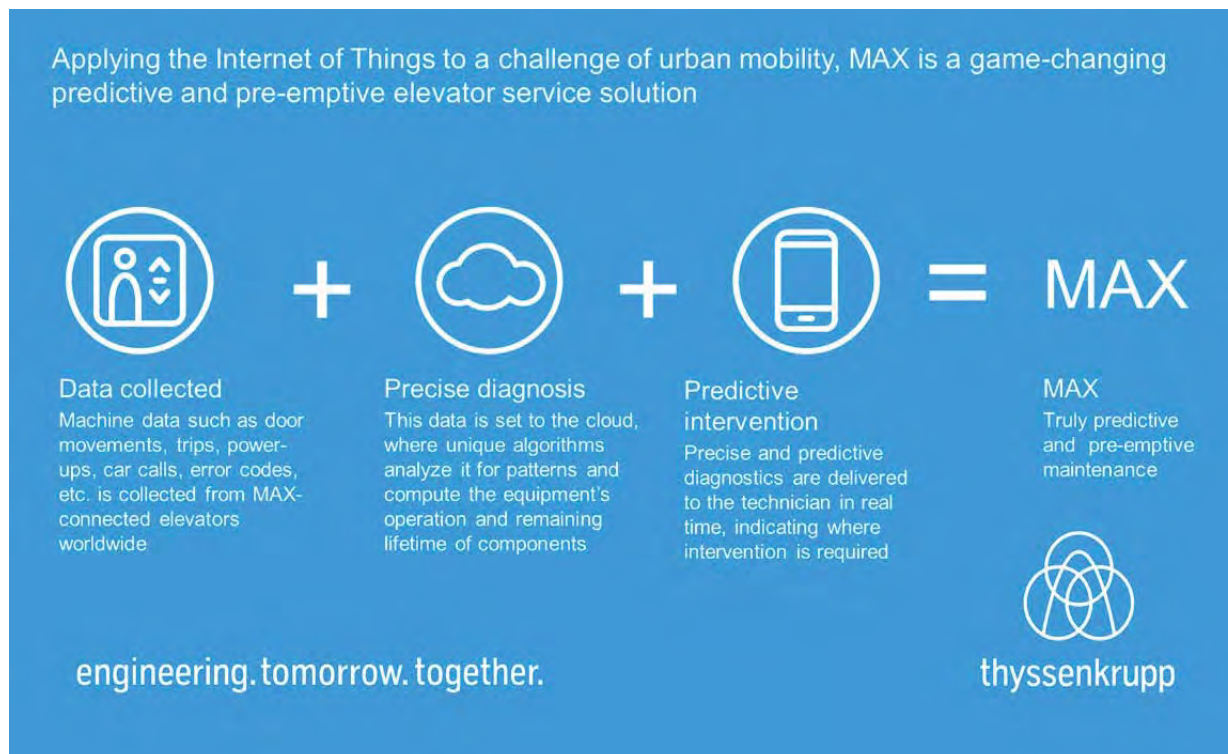 Applying the Internet of Things to a challenge of urban mobility, MAX is a game-changing
predictive and pre-emptive elevator service solution
+
+
=
MAX
Data collected
Machine data such as door
movements, trips, power-
ups, car calls, error codes,
etc. is collected from MAX-
connected elevators
worldwide
Precise diagnosis
This data is set to the cloud,
where unique algorithms
analyze it for patterns and
compute the equipment's
operation and remaining
lifetime of components
Predictive
intervention
Precise and predictive
diagnostics are delivered
to the technician in real
time, indicating where
intervention is required
MAX
Truly predictive
and pre-emptive
maintenance
engineering.tomorrow.together.
thyssenkrupp